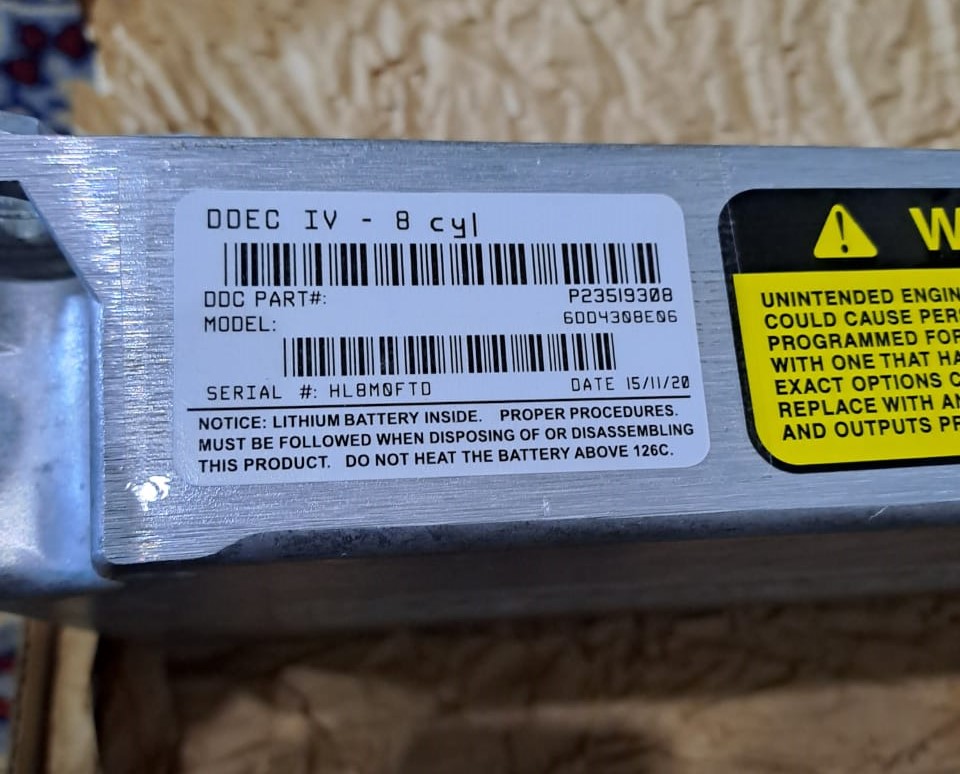 DDEC IV - 8 cyl
DDC PART#: P23519308
MODEL: 6DD4308E06
SERIAL #: HL8M0FTD DATE 15/11/20
NOTICE: LITHIUM BATTERY INSIDE. PROPER PROCEDURES.
MUST BE FOLLOWED WHEN DISPOSING OF OR DISASSEMBLING
THIS PRODUCT. DO NOT HEAT THE BATTERY ABOVE 126C.
W
UNINTENDED ENGIN
COULD CAUSE PER
PROGRAMMED FOR
WITH ONE THAT HA
EXACT OPTIONS
REPLACE WITH AN
AND OUTPUTS PR